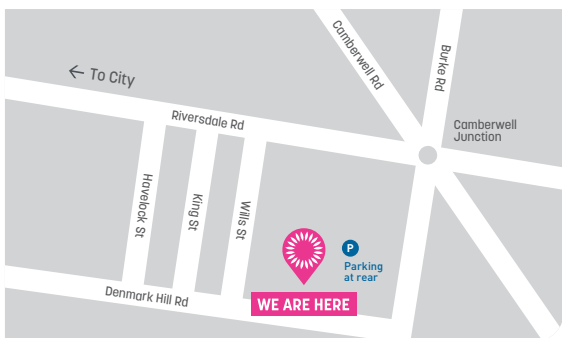 Camberwell Rd
Burke Rd
← To City
Riversdale Rd
Camberwell
Junction
Havelock St
King St
Willis St
P
Parking
at rear
Denmark Hill Rd
WE ARE HERE